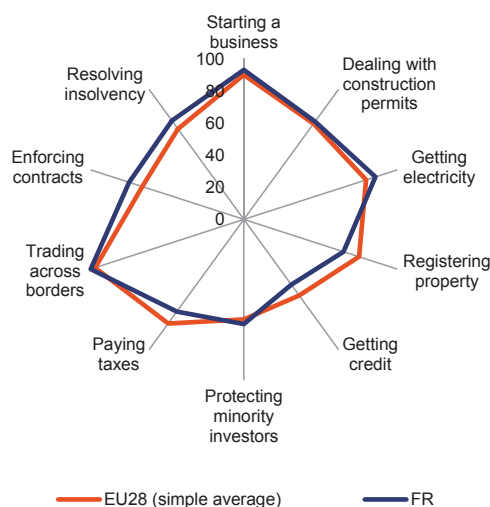 Starting a
business
100
80
60
40
20
0
Dealing with
construction
permits
Getting
electricity
Registering
property
Getting
credit
Protecting
minority
investors
Paying
taxes
Trading
across
borders
Enforcing
contracts
Resolving
insolvency
EU28 (simple average)
FR